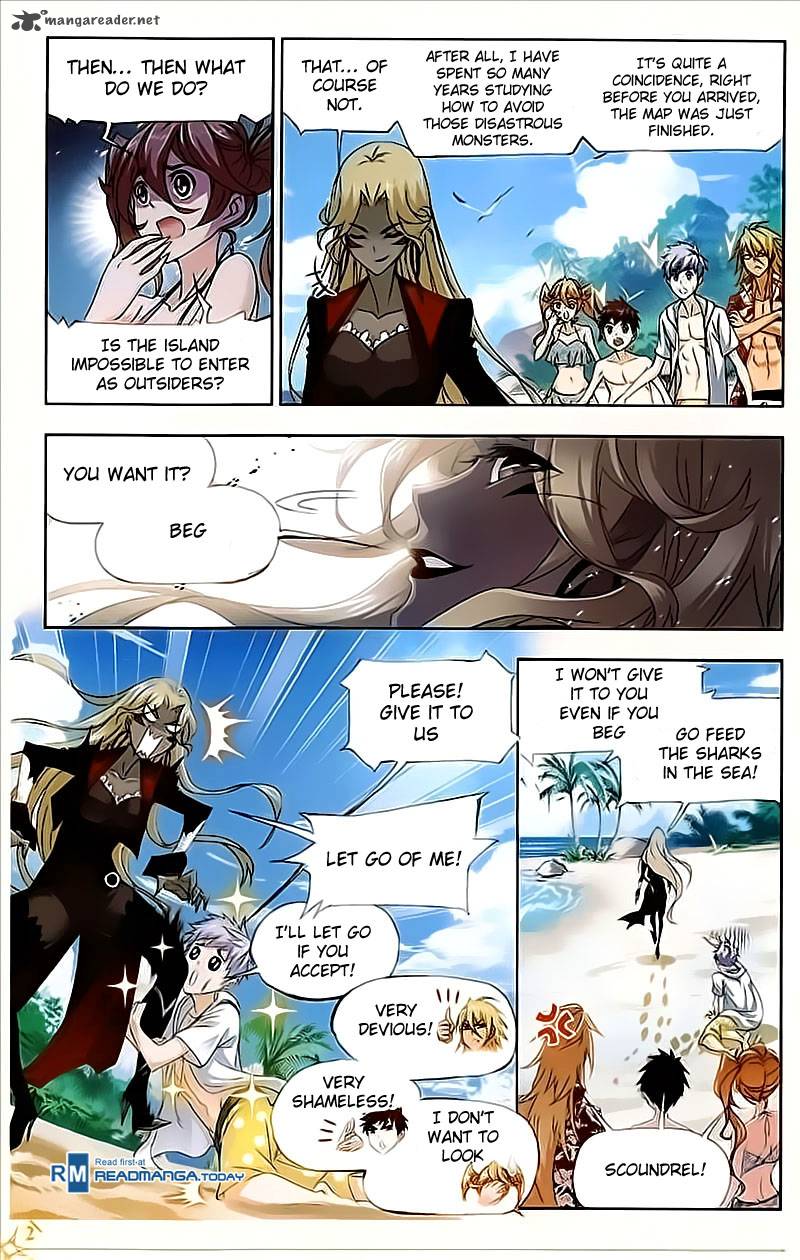 mangareader.net
THEN... THEN WHAT
DO WE DO?
IS THE ISLAND
IMPOSSIBLE TO ENTER
AS OUTSIDERS?
THAT... OF
COURSE
NOT.
AFTER ALL, I HAVE
SPENT SO MANY
YEARS STUDYING
HOW TO AVOID
THOSE DISASTROUS
MONSTERS.
IT'S QUITE A
COINCIDENCE, RIGHT
BEFORE YOU ARRIVED,
THE MAP WAS JUST
FINISHED.
YOU WANT IT?
BEG
PLEASE!
GIVE IT TO
US
LET GO OF ME!
I'LL LET GO
IF YOU
ACCEPT!
VERY
DEVIOUS!
VERY
SHAMELESS!
I DON'T
WANT TO
LOOK
I WON'T GIVE
IT TO YOU
EVEN IF YOU
BEG
GO FEED
THE SHARKS
IN THE SEA!
SCOUNDREL!
RM
Read first at
READMANGA.TODAY
2